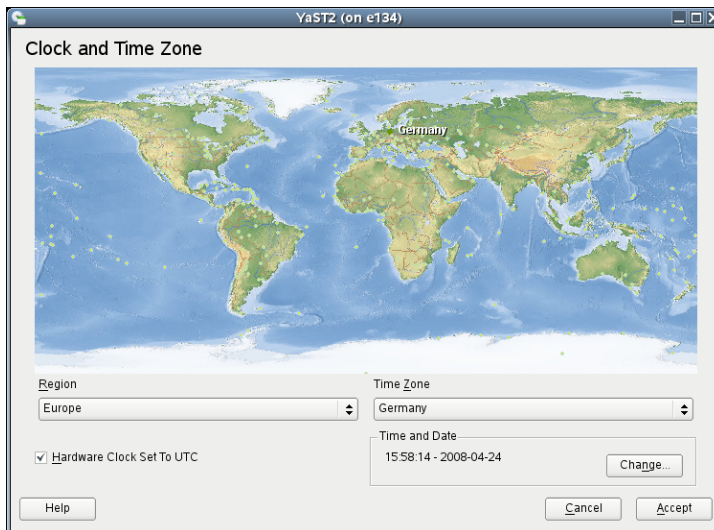 YaST2 (on e134)
Clock and Time Zone
Germany
Region
Time Zone
Europe
Germany
Time and Date
Hardware Clock Set To UTC
15:58:14 - 2008-04-24
Change...
Help
Cancel
Accept